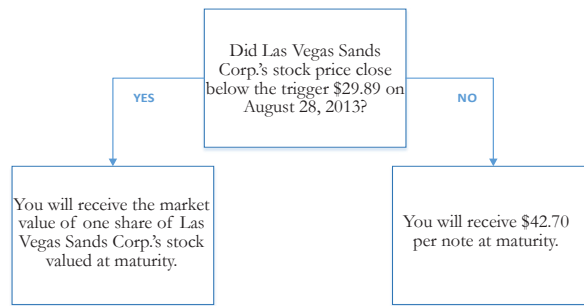 Did Las Vegas Sands
Corp.'s stock price close
below the trigger $29.89 on
August 28, 2013?
YES
NO
You will receive the market
value of one share of Las
Vegas Sands Corp.'s stock
valued at maturity.
You will receive $42.70
per note at maturity.